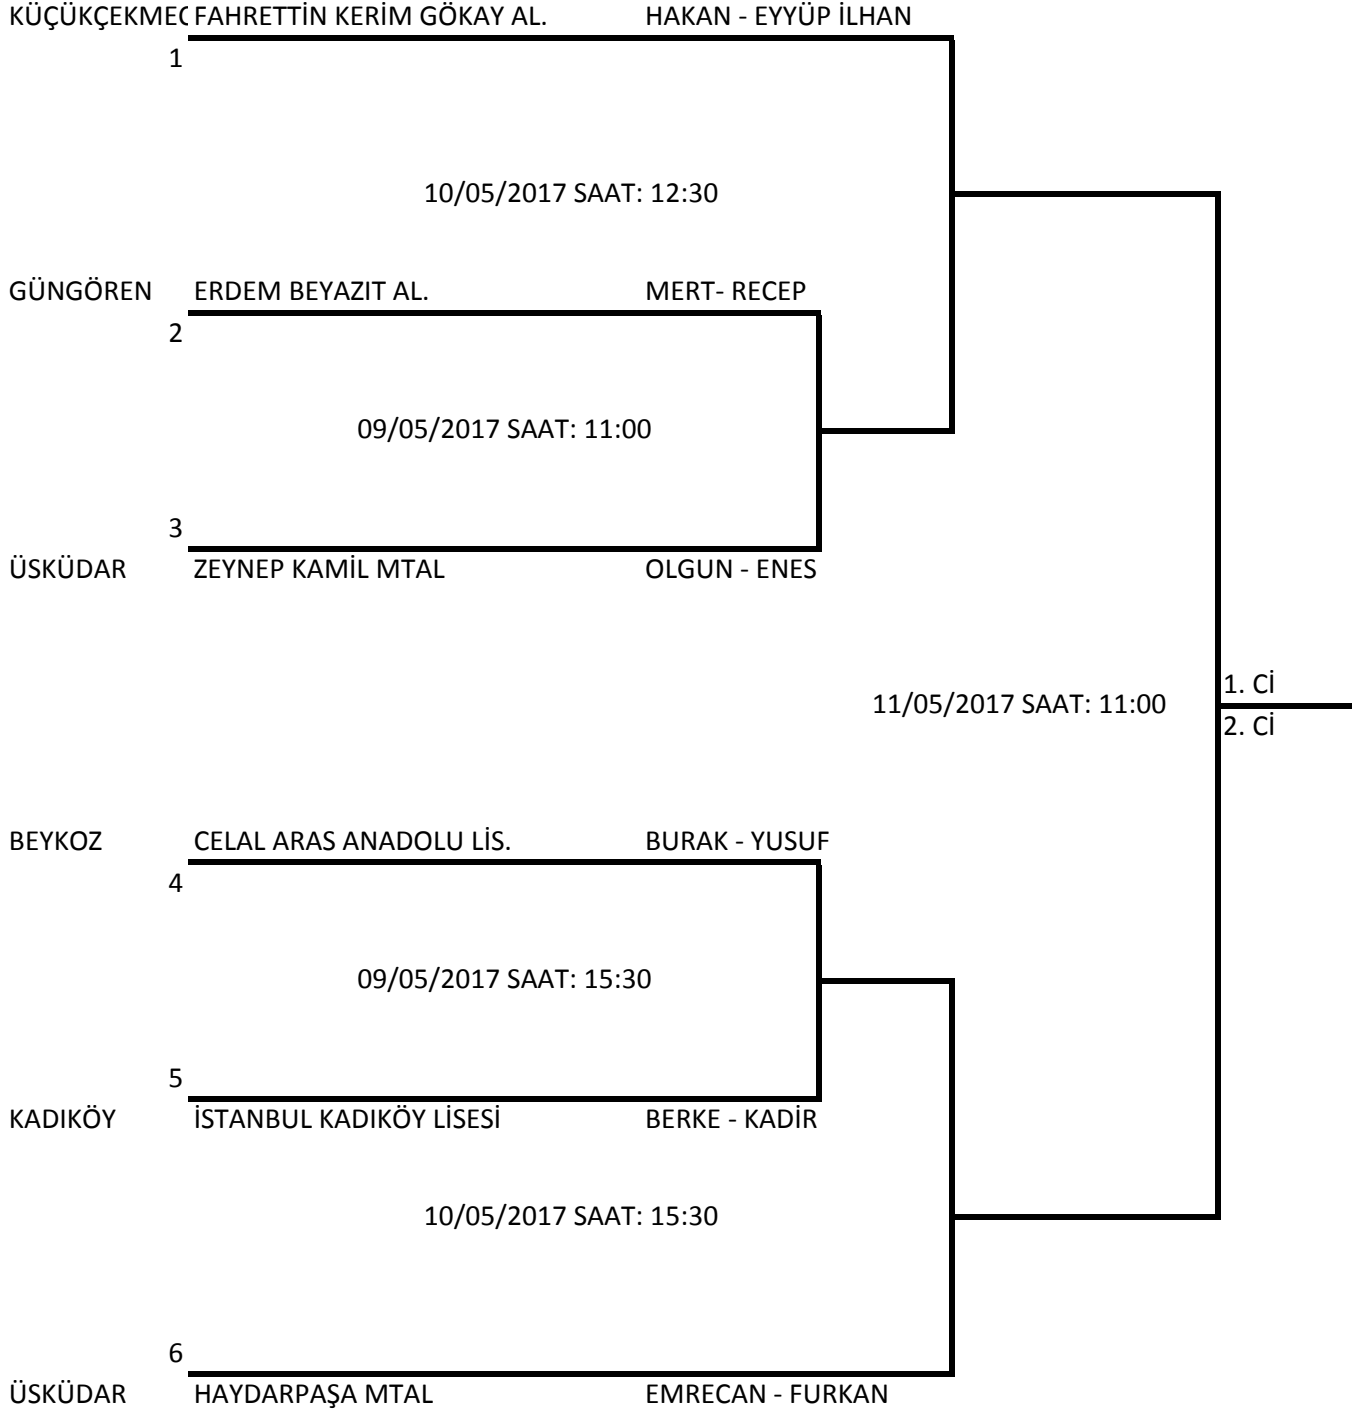 KÜÇÜKÇEKMEC FAHRETTİN KERİM GÖKAY AL. HAKAN - EYYÜP İLHAN
1
10/05/2017 SAAT: 12:30
GÜNGÖREN ERDEM BEYAZIT AL. MERT- RECEP
2
09/05/2017 SAAT: 11:00
3
ÜSKÜDAR ZEYNEP KAMİL MTAL OLGUN - ENES
1. Cİ
11/05/2017 SAAT: 11:00
2. Cİ
BEYKOZ CELAL ARAS ANADOLU LİS. BURAK - YUSUF
4
09/05/2017 SAAT: 15:30
5
KADIKÖY İSTANBUL KADIKÖY LİSESİ BERKE - KADİR
10/05/2017 SAAT: 15:30
6
ÜSKÜDAR HAYDARPAŞA MTAL EMRECAN - FURKAN